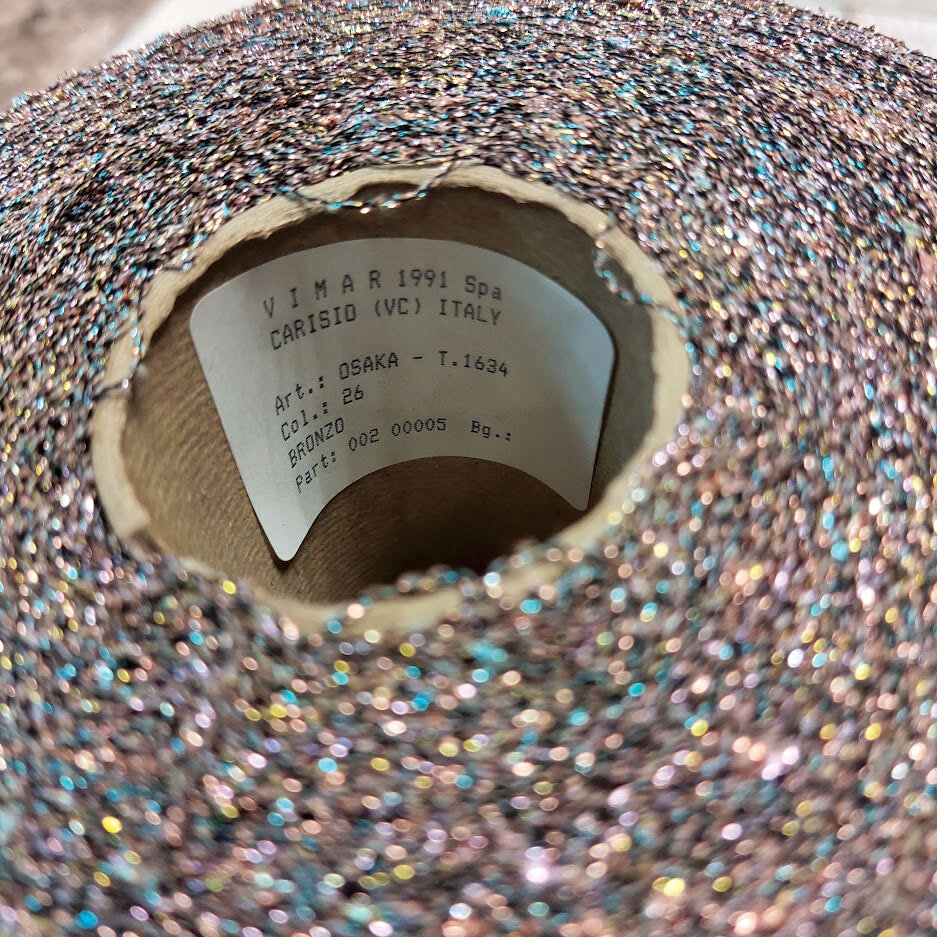 V I M A R 1991 Spa
CARISIO (VC) ITALY
Art.: OSAKA - T.1634
Col.: 26
BRONZO
Part: 002 00005 Bg.: